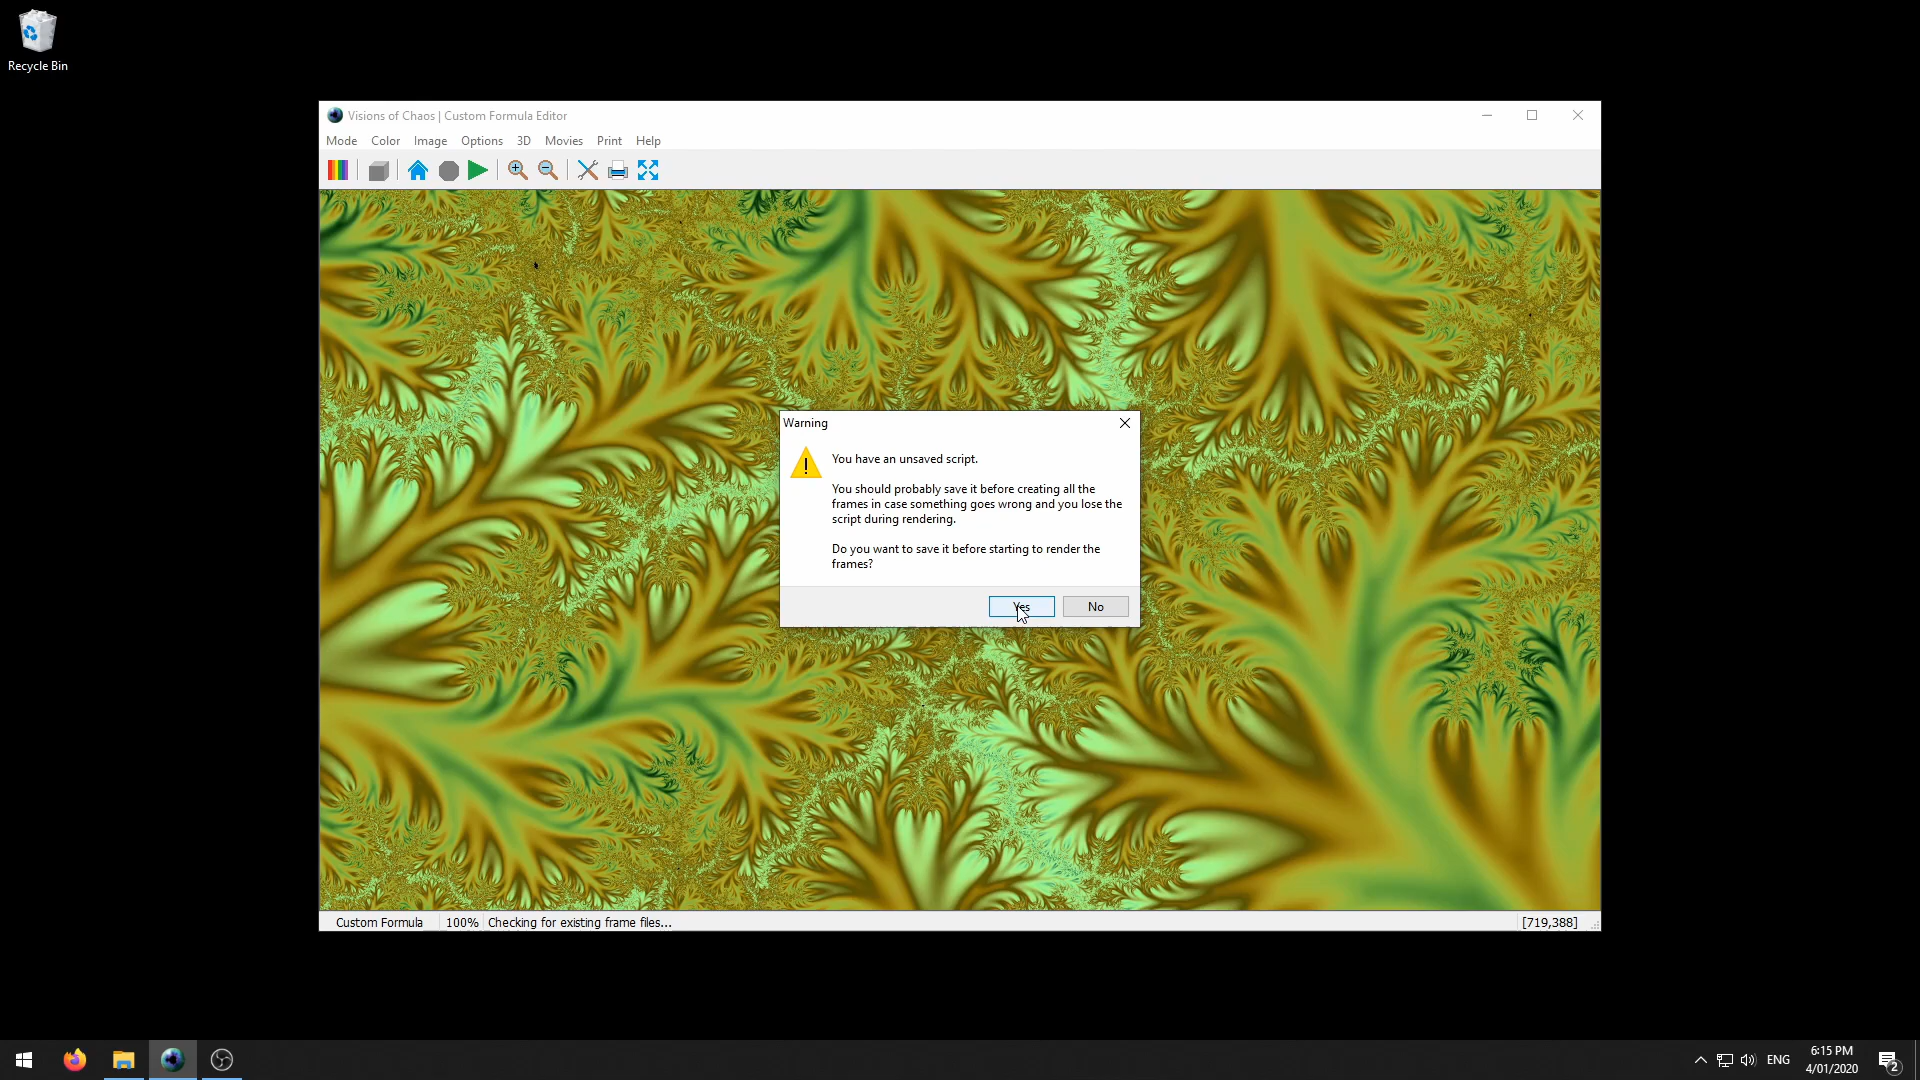 Recycle Bin
Visions of Chaos | Custom Formula Editor
Mode Color Image Options 3D Movies Print Help
Warning
You have an unsaved script.
You should probably save it before creating all the
frames in case something goes wrong and you lose the
script during rendering.
Do you want to save it before starting to render the
frames?
Yes No
Custom Formula 100% Checking for existing frame files... [719,388]
ENG
6:15 PM
4/01/2020
2